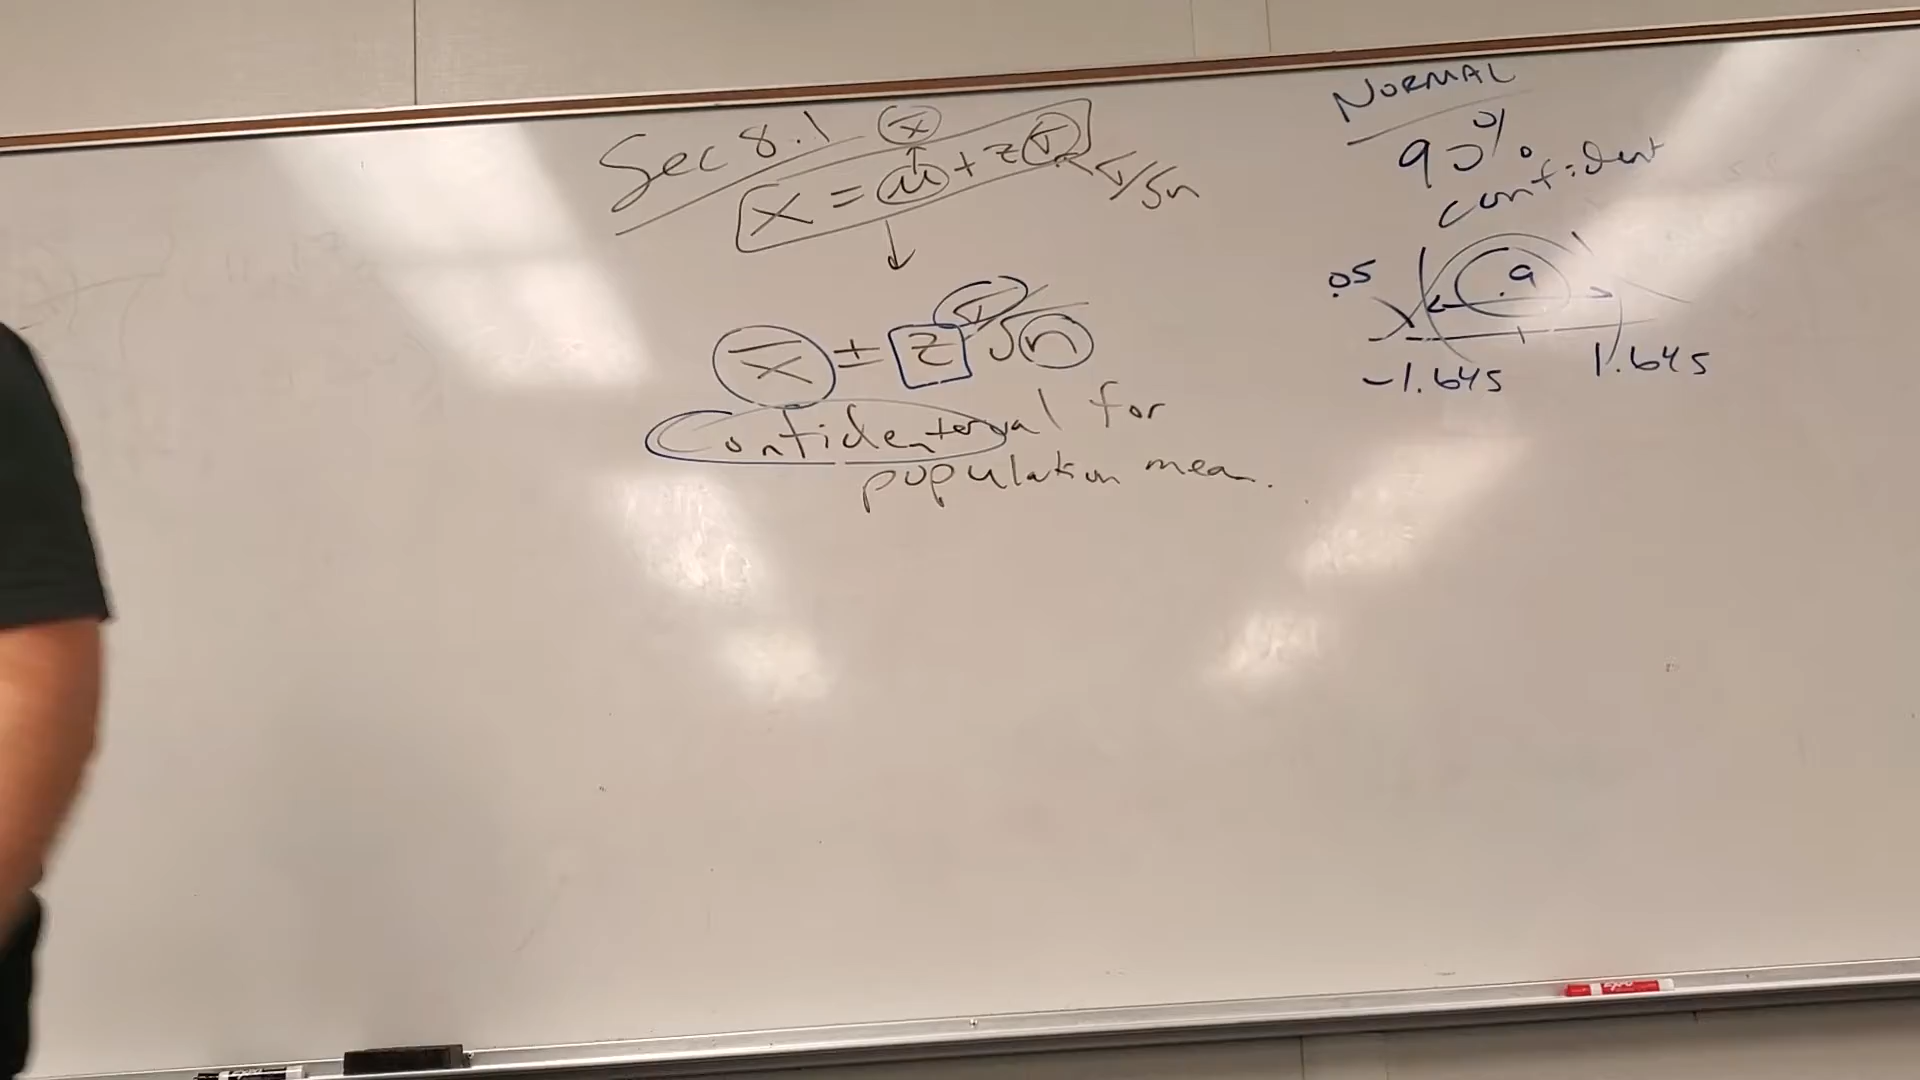 Sec 8.1
x̄
x = μ + z σ
σ/√n
x̄ ± z σ/√n
Confidenterval for
population mean.
NORMAL
90%
confident
.05
.9
-1.645
1.645